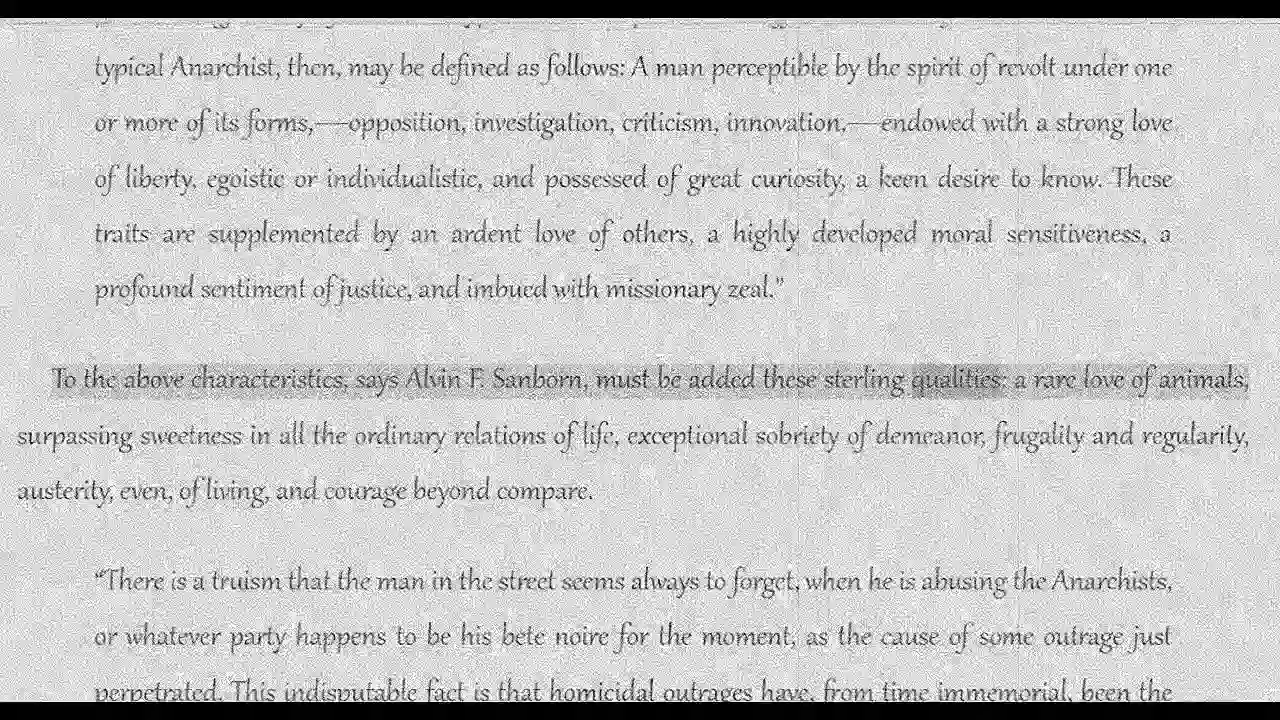 typical Anarchist, then, may be defined as follows: A man perceptible by the spirit of revolt under one
or more of its forms,—opposition, investigation, criticism, innovation,—endowed with a strong love
of liberty, egoistic or individualistic, and possessed of great curiosity, a keen desire to know. These
traits are supplemented by an ardent love of others, a highly developed moral sensitiveness, a
profound sentiment of justice, and imbued with missionary zeal.”
To the above characteristics, says Alvin F. Sanborn, must be added these sterling qualities: a rare love of animals,
surpassing sweetness in all the ordinary relations of life, exceptional sobriety of demeanor, frugality and regularity,
austerity, even, of living, and courage beyond compare.
“There is a truism that the man in the street seems always to forget, when he is abusing the Anarchists,
or whatever party happens to be his bete noire for the moment, as the cause of some outrage just
perpetrated. This indisputable fact is that homicidal outrages have, from time immemorial, been the